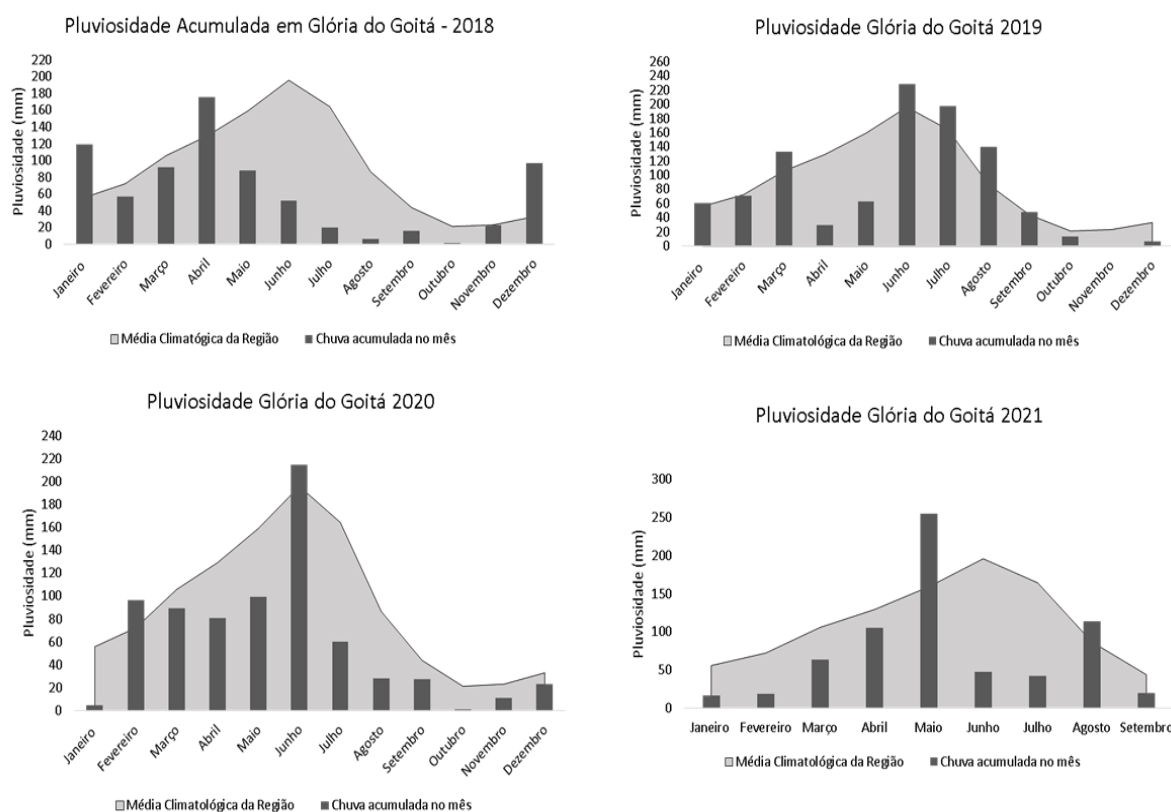 Pluviosidade Acumulada em Glória do Goitá - 2018
Pluviosidade (mm)
220
200
180
160
140
120
100
80
60
40
20
0
Janeiro
Fevereiro
Março
Abril
Maio
Junho
Julho
Agosto
Setembro
Outubro
Novembro
Dezembro
Média Climatógica da Região
Chuva acumulada no mês
Pluviosidade Glória do Goitá 2019
Pluviosidade (mm)
260
240
220
200
180
160
140
120
100
80
60
40
20
0
Janeiro
Fevereiro
Março
Abril
Maio
Junho
Julho
Agosto
Setembro
Outubro
Novembro
Dezembro
Média Climatológica da Região
Chuva acumulada no mês
Pluviosidade Glória do Goitá 2020
Pluviosidade (mm)
240
220
200
180
160
140
120
100
80
60
40
20
0
Janeiro
Fevereiro
Março
Abril
Maio
Junho
Julho
Agosto
Setembro
Outubro
Novembro
Dezembro
Média Climatológica da Região
Chuva acumulada no mês
Pluviosidade Glória do Goitá 2021
Pluviosidade (mm)
300
250
200
150
100
50
0
Janeiro
Fevereiro
Março
Abril
Maio
Junho
Julho
Agosto
Setembro
Média Climatológica da Região
Chuva acumulada no mês